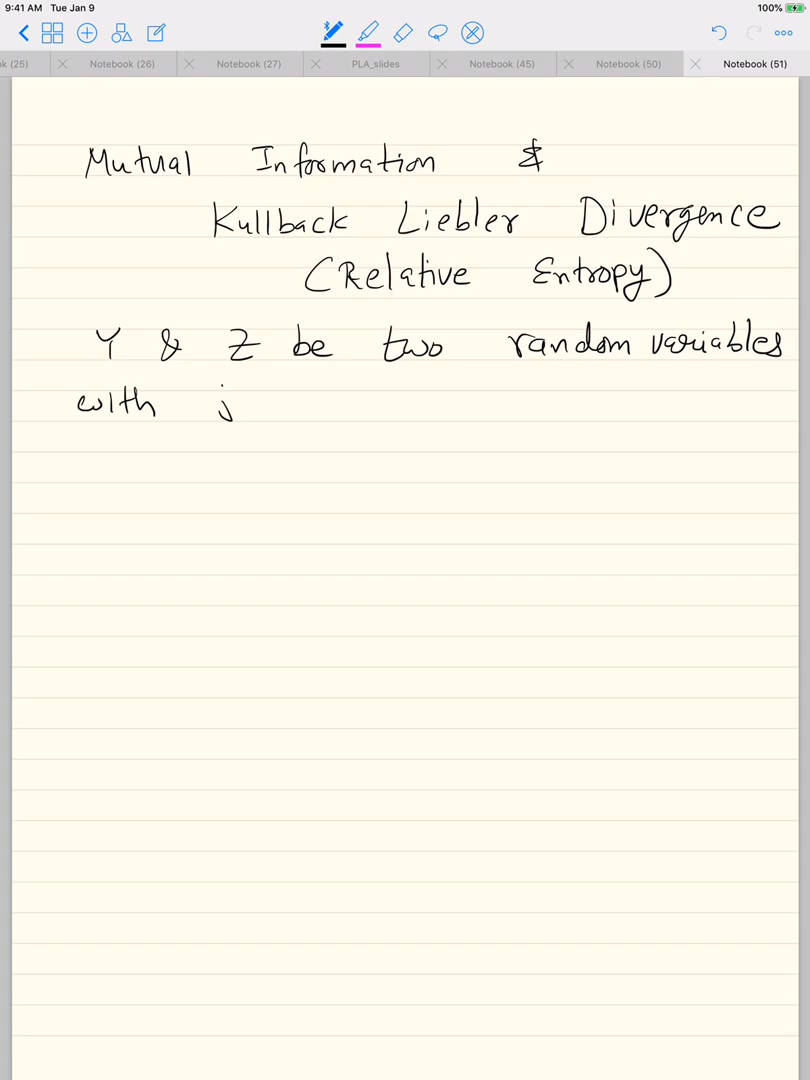 9:41 AM Tue Jan 9 100%
k (25) Notebook (26) Notebook (27) PLA_slides Notebook (45) Notebook (50) Notebook (51)
Mutual Information &
Kullback Liebler Divergence
(Relative Entropy)
Y & Z be two random variables
with j